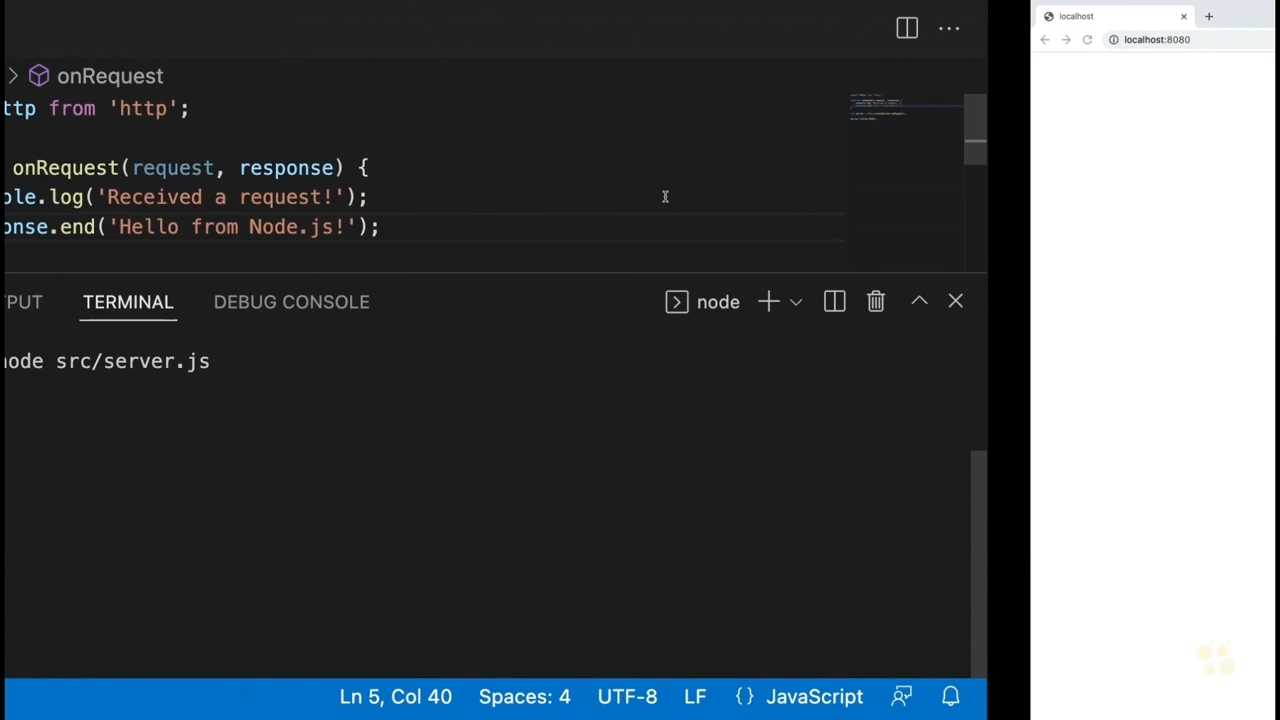 localhost
localhost:8080
onRequest
ttp from 'http';
onRequest(request, response) {
ole.log('Received a request!');
onse.end('Hello from Node.js!');
PUT TERMINAL DEBUG CONSOLE node
node src/server.js
Ln 5, Col 40 Spaces: 4 UTF-8 LF {} JavaScript